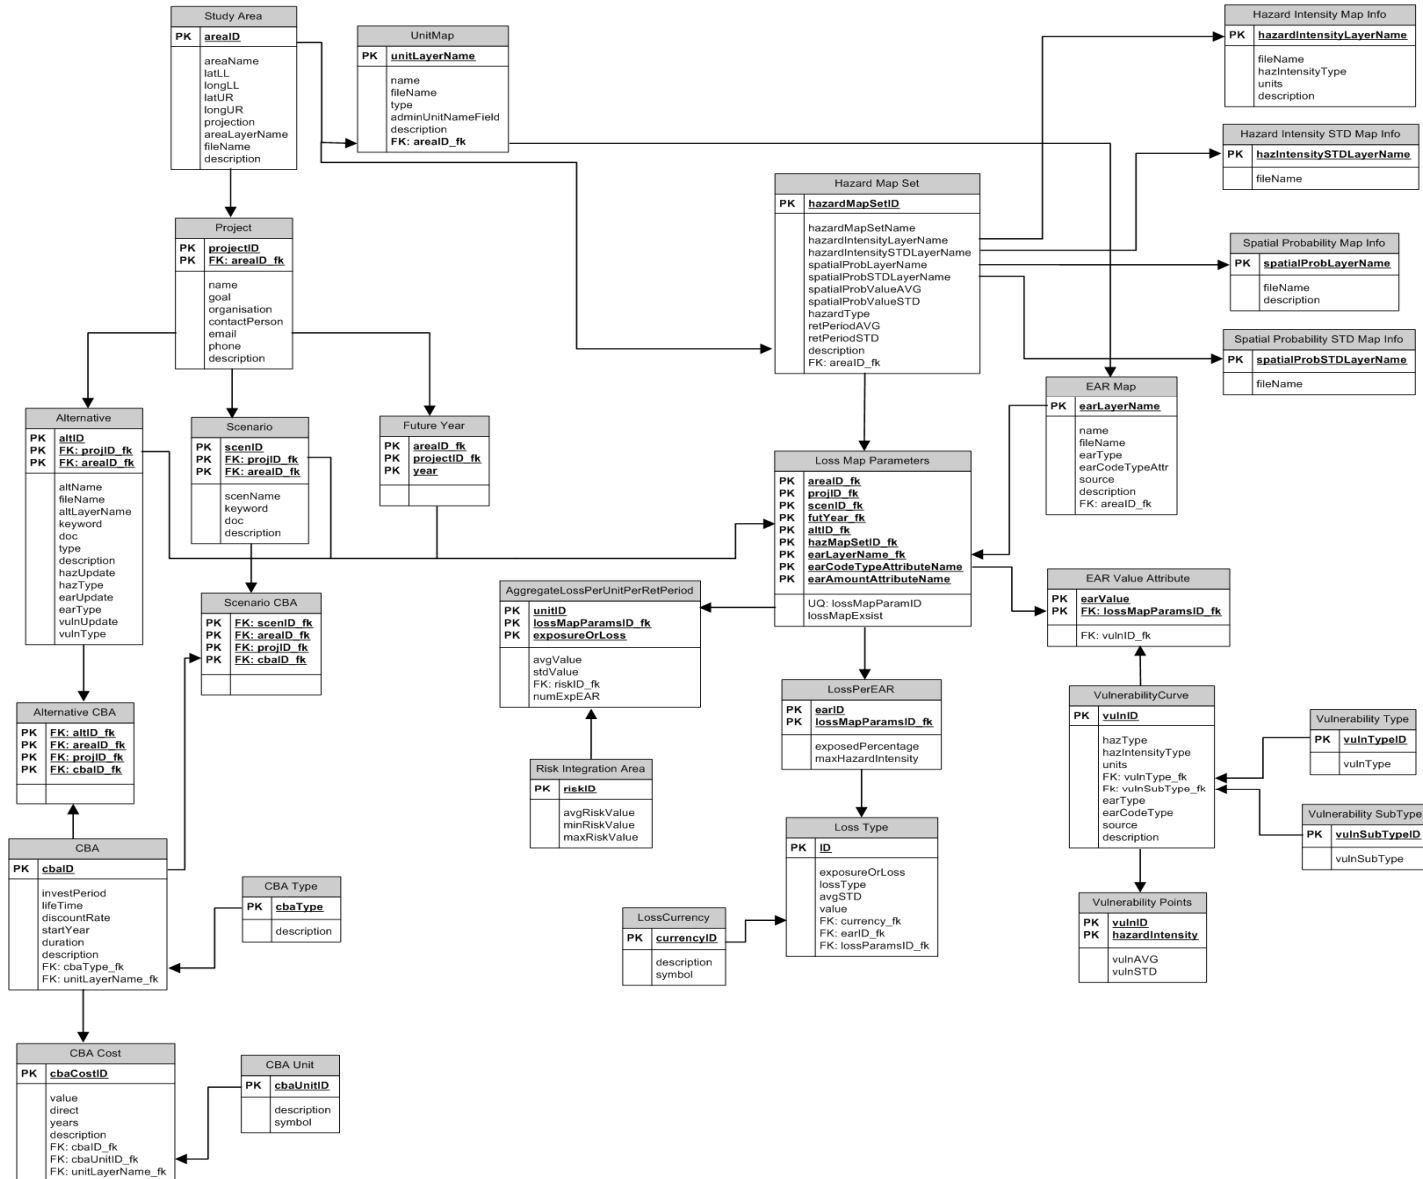 Study Area
PK areaID
areaName
latLL
longLL
latUR
longUR
projection
areaLayerName
fileName
description
UnitMap
PK unitLayerName
name
fileName
type
adminUnitNameField
description
FK: areaID_fk
Hazard Intensity Map Info
PK hazardIntensityLayerName
fileName
hazIntensityType
units
description
Hazard Intensity STD Map Info
PK hazIntensitySTDLayerName
fileName
Hazard Map Set
PK hazardMapSetID
hazardMapSetName
hazardIntensityLayerName
hazardIntensitySTDLayerName
spatialProbLayerName
spatialProbSTDLayerName
spatialProbValueAVG
spatialProbValueSTD
hazardType
retPeriodAVG
retPeriodSTD
description
FK: areaID_fk
Spatial Probability Map Info
PK spatialProbLayerName
fileName
description
Spatial Probability STD Map Info
PK spatialProbSTDLayerName
fileName
Project
PK projectID
PK FK: areaID_fk
name
goal
organisation
contactPerson
email
phone
description
EAR Map
PK earLayerName
name
fileName
earType
earCodeTypeAttr
source
description
FK: areaID_fk
Alternative
PK altID
PK FK: projID_fk
PK FK: areaID_fk
altName
fileName
altLayerName
keyword
doc
type
description
hazUpdate
hazType
earUpdate
earType
vulnUpdate
vulnType
Scenario
PK scenID
PK FK: projID_fk
PK FK: areaID_fk
scenName
keyword
doc
description
Future Year
PK areaID_fk
PK projectID_fk
PK year
Loss Map Parameters
PK areaID_fk
PK projID_fk
PK scenID_fk
PK futYear_fk
PK altID_fk
PK hazMapSetID_fk
PK earLayerName_fk
PK earCodeTypeAttributeName
PK earAmountAttributeName
UQ: lossMapParamID
lossMapExsist
EAR Value Attribute
PK earValue
PK FK: lossMapParamsID_fk
FK: vulnID_fk
AggregateLossPerUnitPerRetPeriod
PK unitID
PK lossMapParamsID_fk
PK exposureOrLoss
avgValue
stdValue
FK: riskID_fk
numExpEAR
Scenario CBA
PK FK: scenID_fk
PK FK: areaID_fk
PK FK: projID_fk
PK FK: cbaID_fk
LossPerEAR
PK earID
PK lossMapParamsID_fk
exposedPercentage
maxHazardIntensity
VulnerabilityCurve
PK vulnID
hazType
hazIntensityType
units
FK: vulnType_fk
Fk: vulnSubType_fk
earType
earCodeType
source
description
Vulnerability Type
PK vulnTypeID
vulnType
Vulnerability SubType
PK vulnSubTypeID
vulnSubType
Alternative CBA
PK FK: altID_fk
PK FK: areaID_fk
PK FK: projID_fk
PK FK: cbaID_fk
Risk Integration Area
PK riskID
avgRiskValue
minRiskValue
maxRiskValue
Loss Type
PK ID
exposureOrLoss
lossType
avgSTD
value
FK: currency_fk
FK: earID_fk
FK: lossParamsID_fk
CBA
PK cbaID
investPeriod
lifeTime
discountRate
startYear
duration
description
FK: cbaType_fk
FK: unitLayerName_fk
CBA Type
PK cbaType
description
LossCurrency
PK currencyID
description
symbol
Vulnerability Points
PK vulnID
PK hazardIntensity
vulnAVG
vulnSTD
CBA Cost
PK cbaCostID
value
direct
years
description
FK: cbaID_fk
FK: cbaUnitID_fk
FK: unitLayerName_fk
CBA Unit
PK cbaUnitID
description
symbol